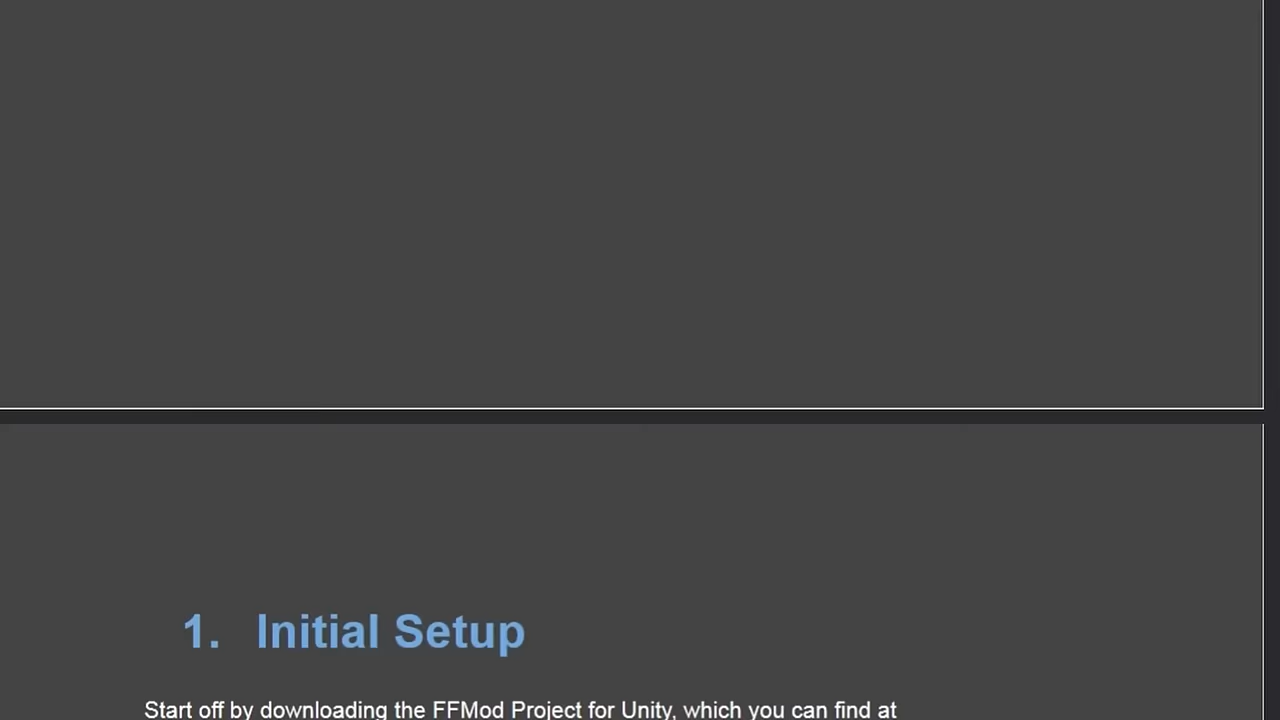 1. Initial Setup
Start off by downloading the FFMod Project for Unity, which you can find at